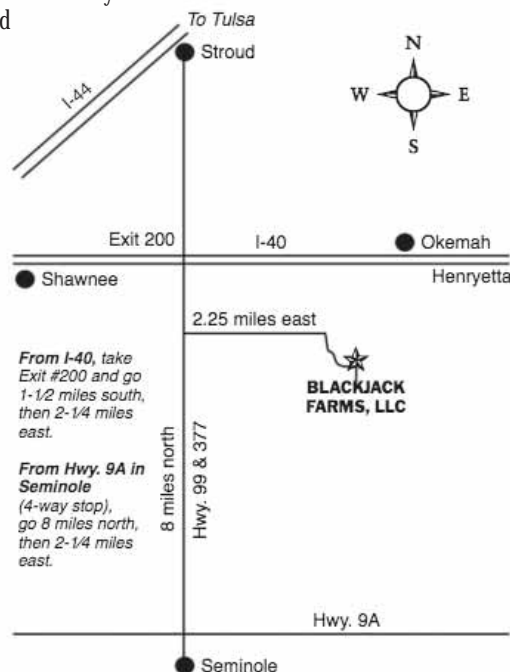 d
To Tulsa
Stroud
I-44
N
W
E
S
Exit 200
I-40
Okemah
Shawnee
Henryetta
2.25 miles east
From I-40, take
Exit #200 and go
1-1/2 miles south,
then 2-1/4 miles
east.
BLACKJACK
FARMS, LLC
From Hwy. 9A in
Seminole
(4-way stop),
go 8 miles north,
then 2-1/4 miles
east.
8 miles north
Hwy. 99 & 377
Hwy. 9A
Seminole